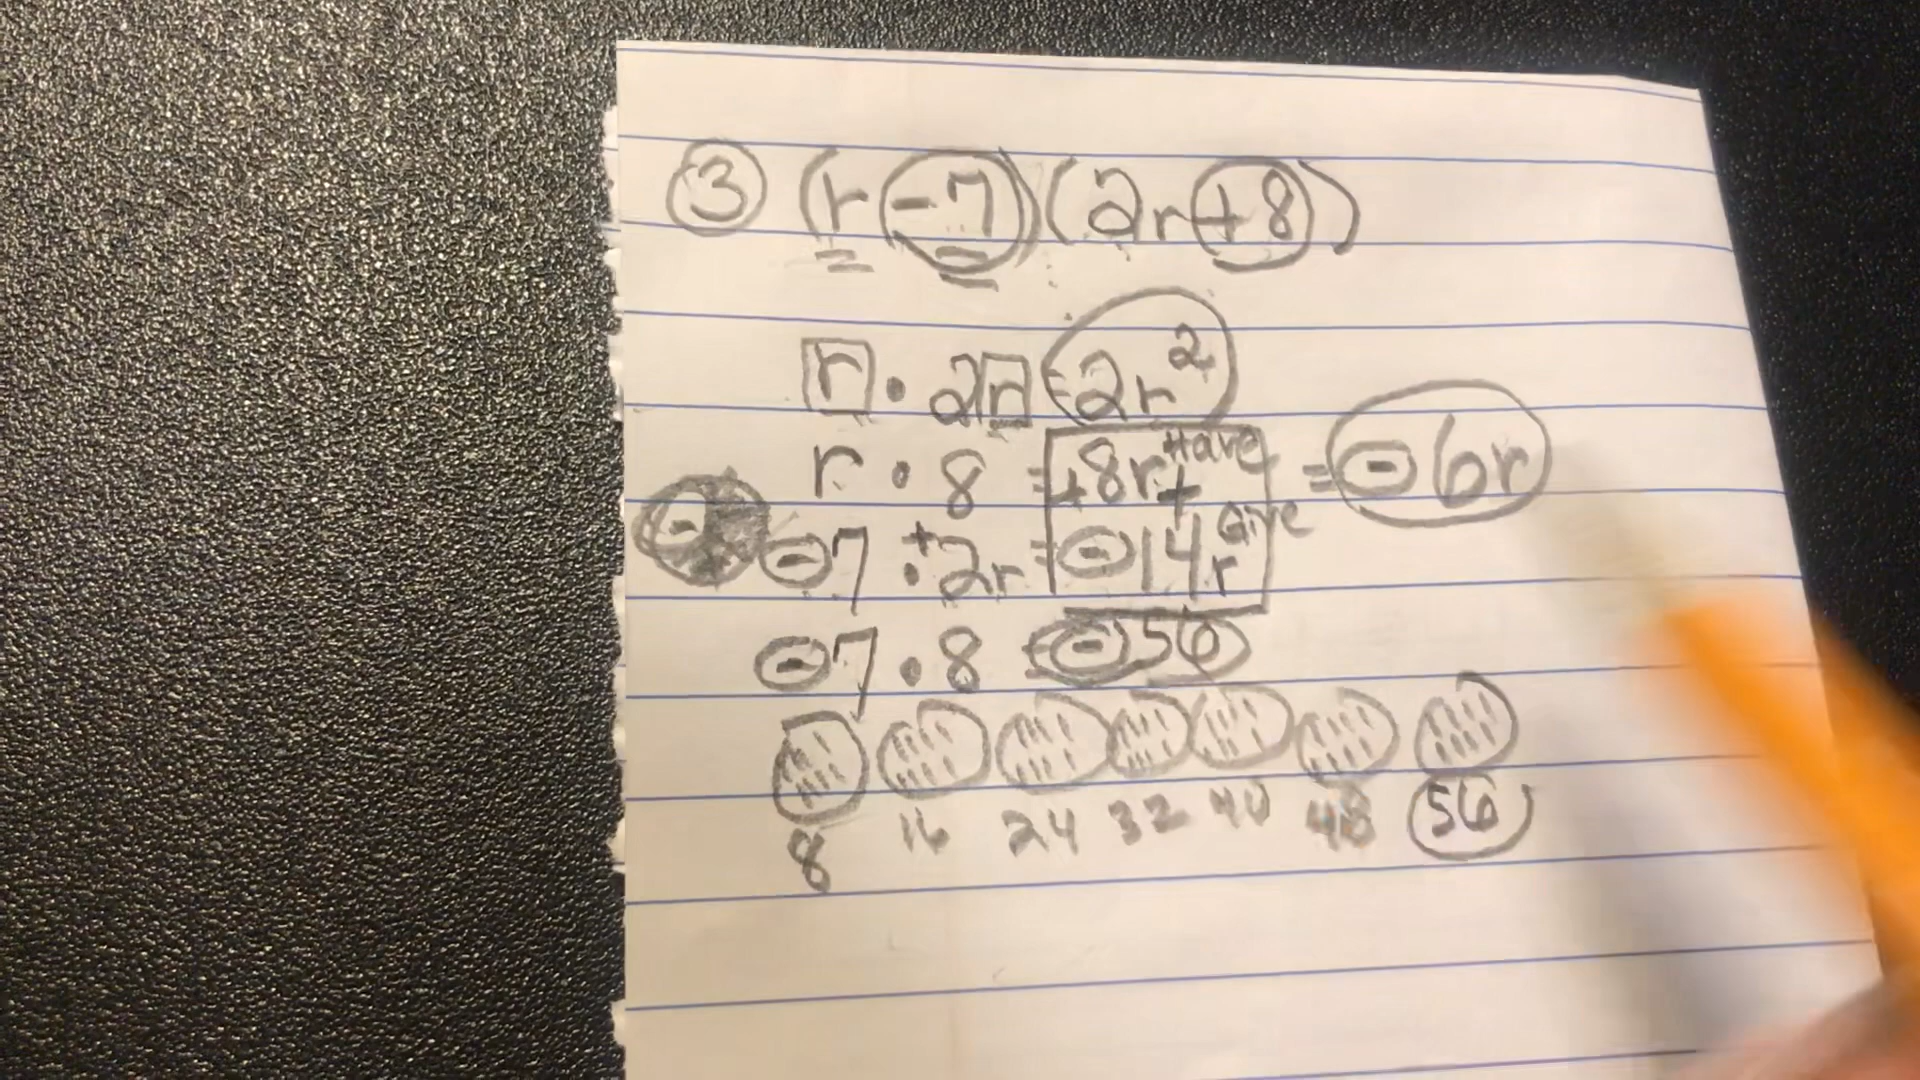 3 (r-7)(2r+8)
r · 2r = 2r²
r · 8 = +8r Have = -6r
+
- -7 · +2r = -14r Give
-7 · 8 = -56
8 16 24 32 40 48 56